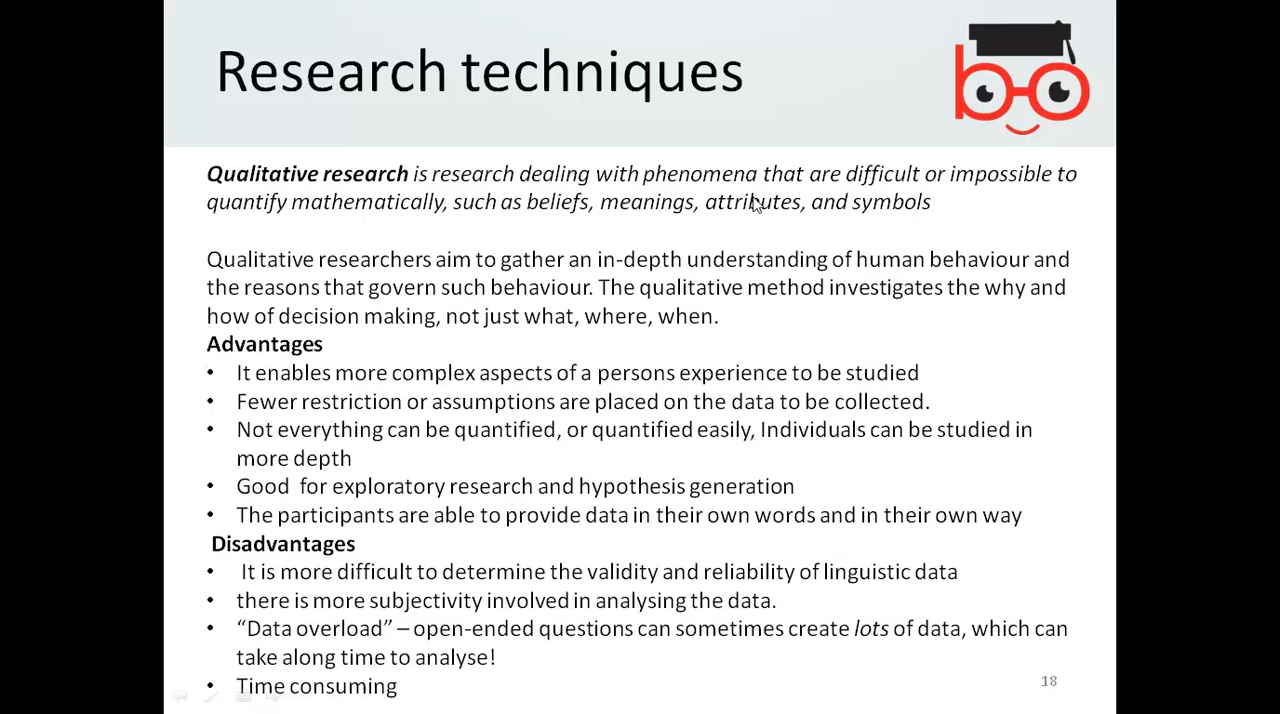 Research techniques
Qualitative research is research dealing with phenomena that are difficult or impossible to
quantify mathematically, such as beliefs, meanings, attributes, and symbols
Qualitative researchers aim to gather an in-depth understanding of human behaviour and
the reasons that govern such behaviour. The qualitative method investigates the why and
how of decision making, not just what, where, when.
Advantages
• It enables more complex aspects of a persons experience to be studied
• Fewer restriction or assumptions are placed on the data to be collected.
• Not everything can be quantified, or quantified easily, Individuals can be studied in
more depth
• Good  for exploratory research and hypothesis generation
• The participants are able to provide data in their own words and in their own way
Disadvantages
• It is more difficult to determine the validity and reliability of linguistic data
• there is more subjectivity involved in analysing the data.
• “Data overload” – open-ended questions can sometimes create lots of data, which can
take along time to analyse!
• Time consuming
18